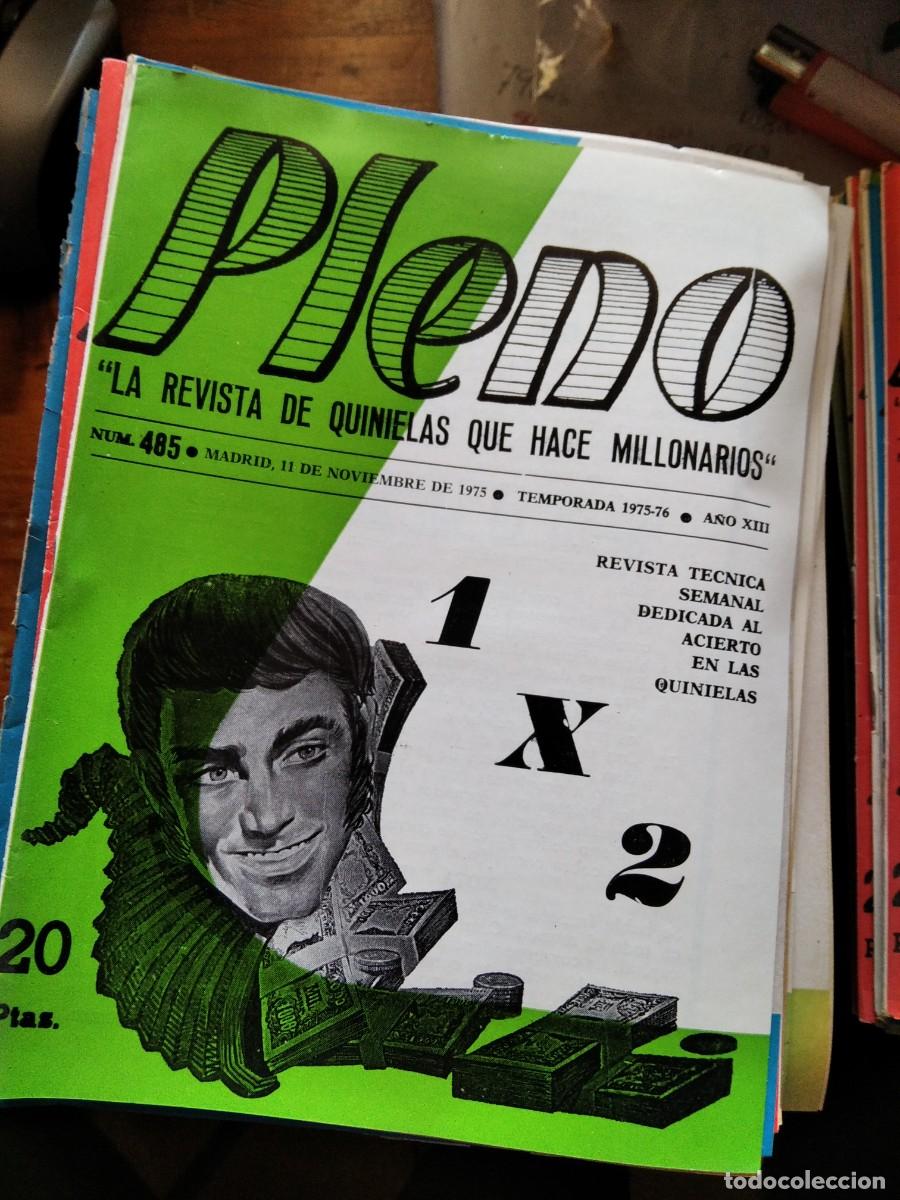 Pleno
"LA REVISTA DE QUINIELAS QUE HACE MILLONARIOS"
NUM. 485 ● MADRID, 11 DE NOVIEMBRE DE 1975 ● TEMPORADA 1975-76 ● AÑO XIII
REVISTA TECNICA
SEMANAL
DEDICADA AL
ACIERTO
EN LAS
QUINIELAS
1
X
2
20
Ptas.
todocoleccion